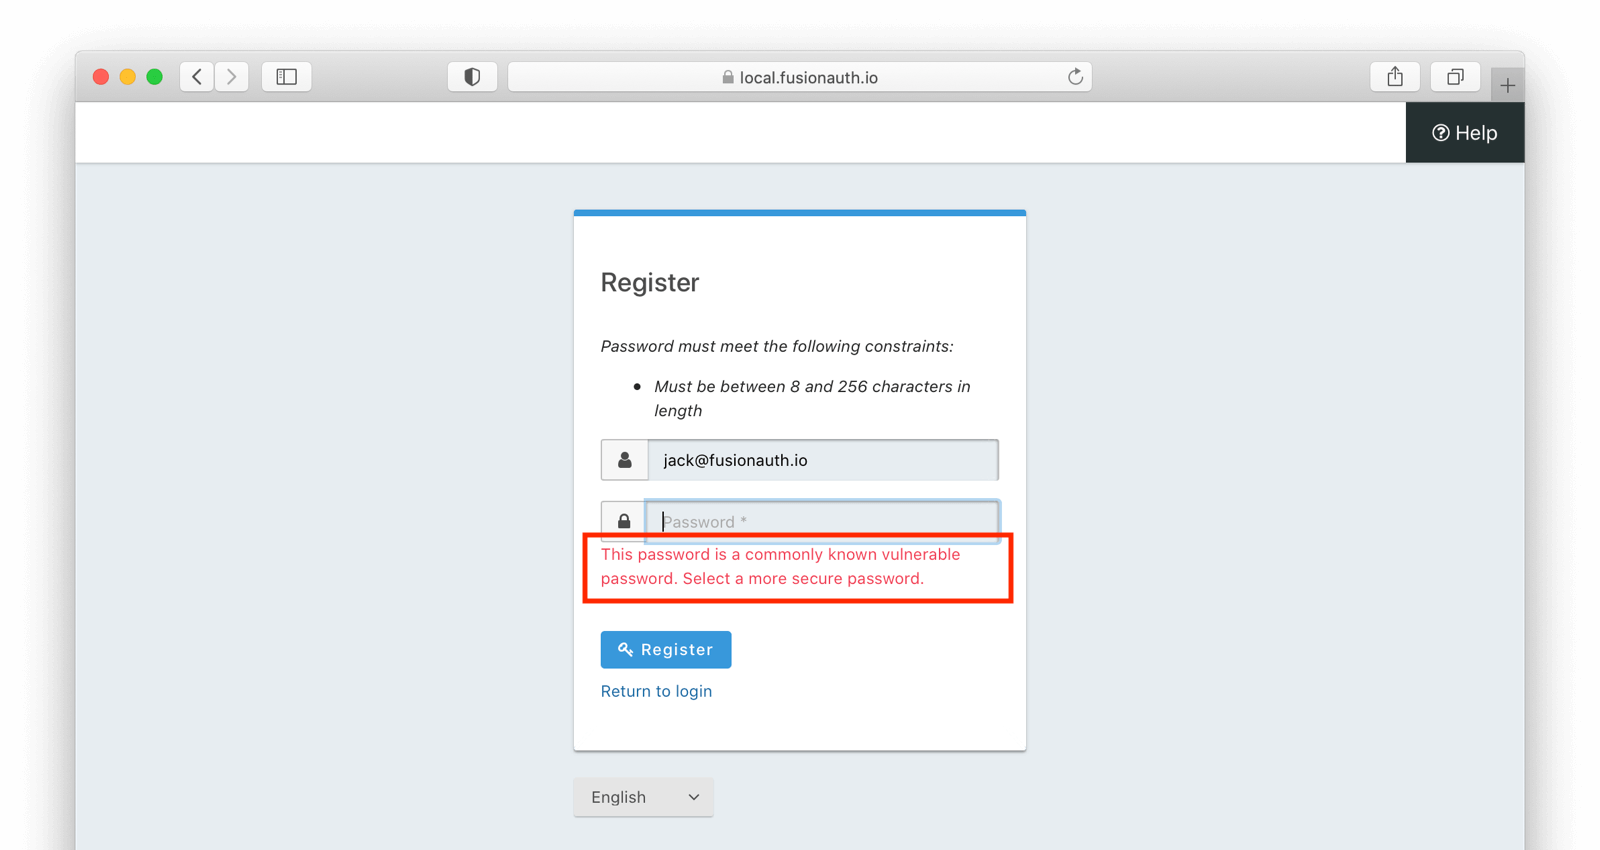 local.fusionauth.io
Help
Register
Password must meet the following constraints:
Must be between 8 and 256 characters in
length
jack@fusionauth.io
Password *
This password is a commonly known vulnerable
password. Select a more secure password.
Register
Return to login
English